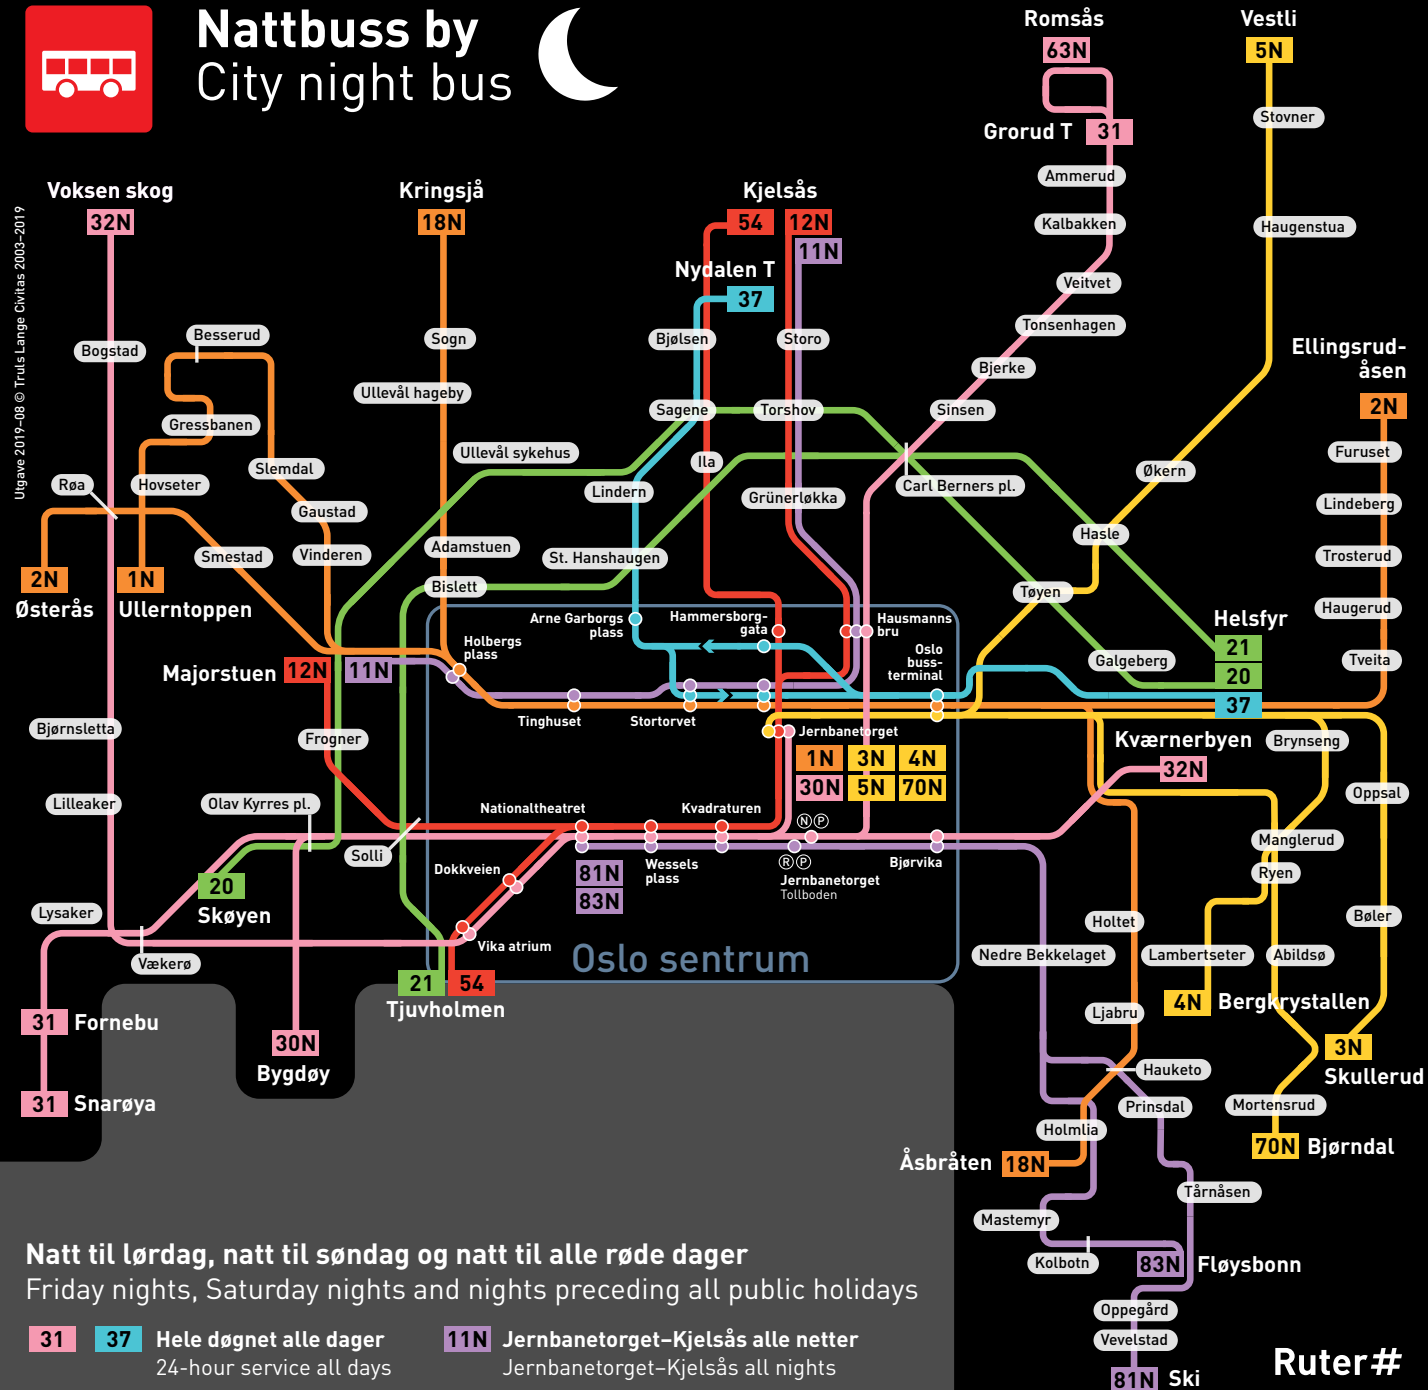 Nattbuss by
City night bus
Romsås
63N
Vestli
5N
Grorud T
31
Stovner
Ammerud
Kalbakken
Haugenstua
Veitvet
Tonsenhagen
Bjerke
Sinsen
Voksen skog
32N
Kringsjå
18N
Kjelsås
54
12N
11N
Nydalen T
37
Utgave 2019–08 © Truls Lange Civitas 2003–2019
Bogstad
Besserud
Sogn
Bjølsen
Storo
Ellingsrud-
åsen
2N
Ullevål hageby
Gressbanen
Sagene
Torshov
Ullevål sykehus
Furuset
Slemdal
Ila
Økern
Røa
Hovseter
Lindern
Grünerløkka
Carl Berners pl.
Lindeberg
Gaustad
Hasle
Smestad
Vinderen
Adamstuen
St. Hanshaugen
Trosterud
2N
Østerås
1N
Ullerntoppen
Bislett
Tøyen
Haugerud
Arne Garborgs
plass
Hammersborg-
gata
Hausmanns
bru
Helsfyr
21
20
37
Holbergs
plass
Oslo
buss-
terminal
Galgeberg
Tveita
Majorstuen
12N
11N
Tinghuset
Stortorvet
Jernbanetorget
1N
3N
4N
30N
5N
70N
Bjørnsletta
Frogner
Kværnerbyen
32N
Brynseng
Oppsal
Lilleaker
Olav Kyrres pl.
Nationaltheatret
Kvadraturen
N P
Solli
Wessels
plass
R P
Jernbanetorget
Tollboden
Bjørvika
Manglerud
Ryen
Dokkveien
81N
83N
20
Skøyen
Lysaker
Vika atrium
Holtet
Bøler
Vækerø
Oslo sentrum
Nedre Bekkelaget
Lambertseter
Abildsø
21
54
Tjuvholmen
4N
Bergkrystallen
31
Fornebu
Ljabru
30N
Bygdøy
3N
Skullerud
Hauketo
31
Snarøya
Prinsdal
Mortensrud
Holmlia
70N
Bjørndal
Åsbråten
18N
Tårnåsen
Mastemyr
Kolbotn
83N
Fløysbonn
Oppegård
Vevelstad
81N
Ski
Natt til lørdag, natt til søndag og natt til alle røde dager
Friday nights, Saturday nights and nights preceding all public holidays
31
37
Hele døgnet alle dager
24-hour service all days
11N
Jernbanetorget–Kjelsås alle netter
Jernbanetorget–Kjelsås all nights
Ruter#